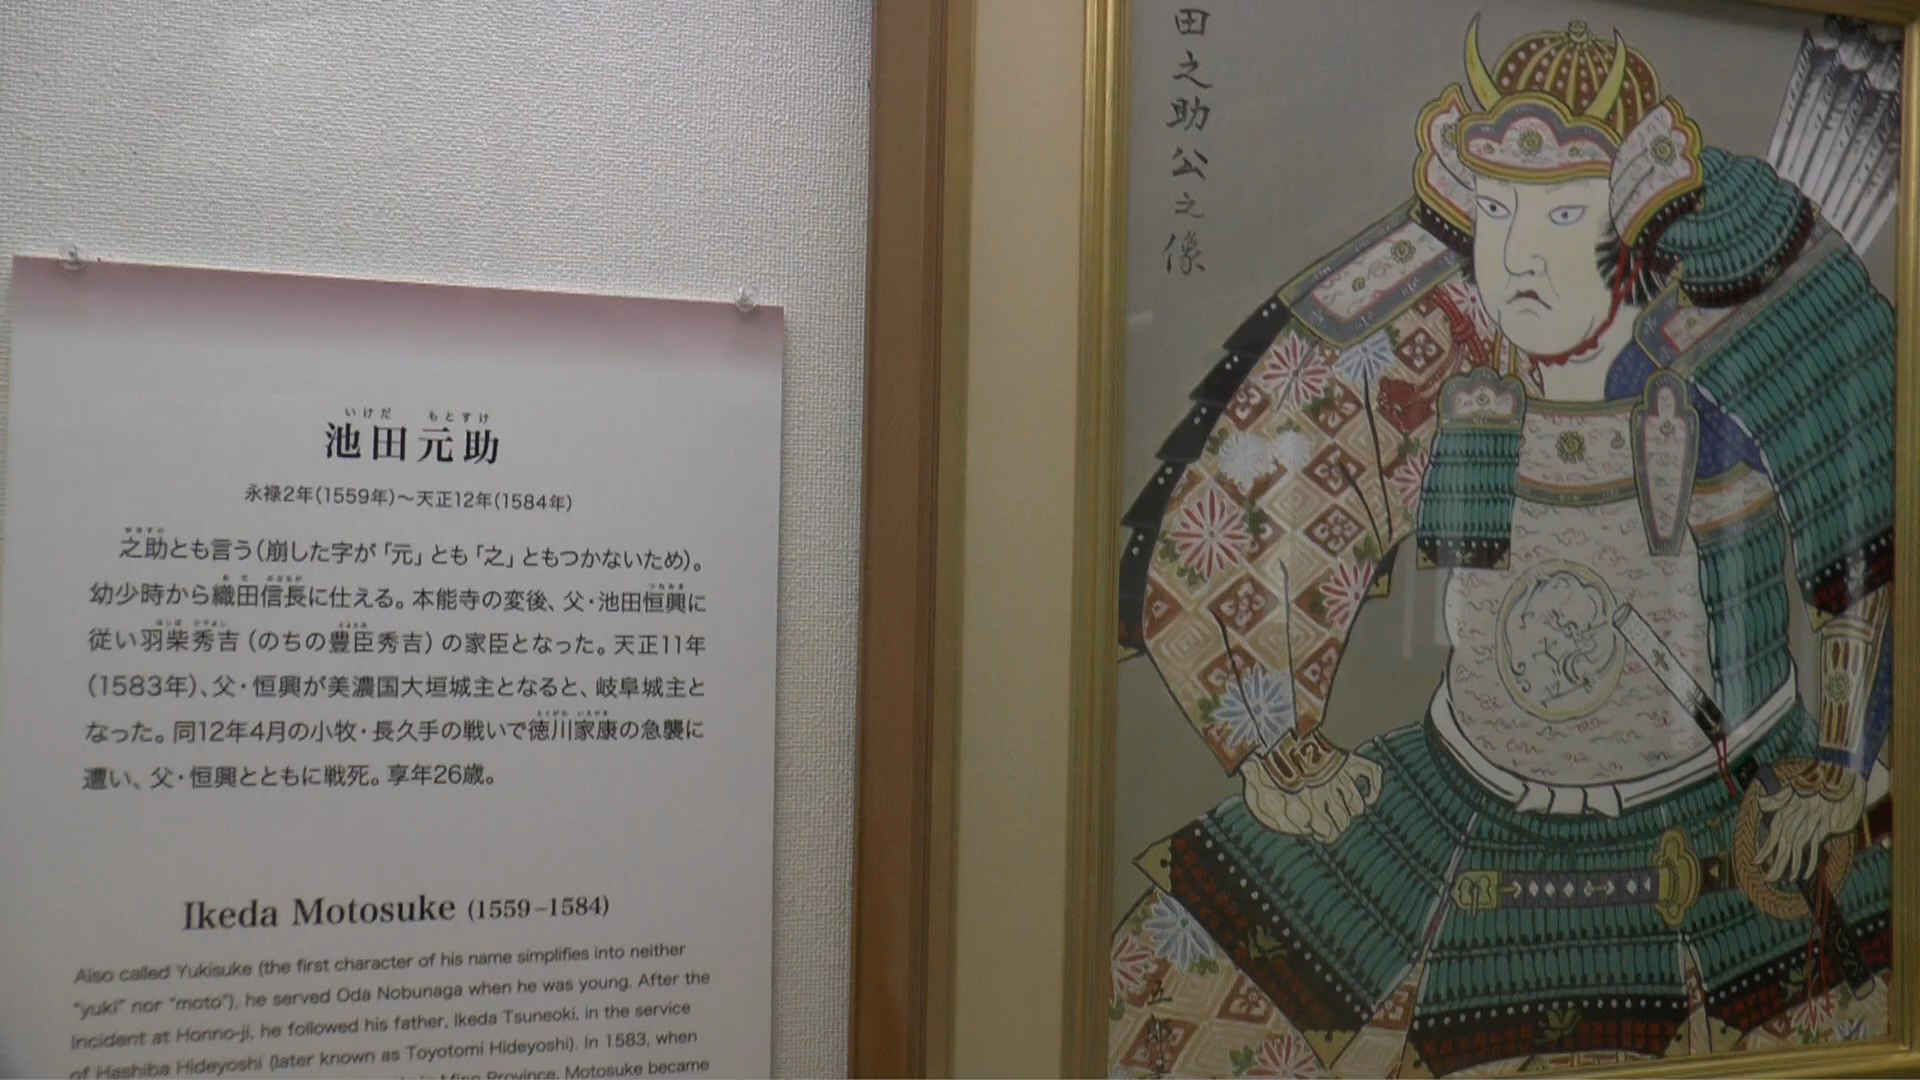 いけだ もとすけ
池田元助
永禄2年(1559年)〜天正12年(1584年)
之助とも言う(崩した字が「元」とも「之」ともつかないため)。
幼少時から織田信長に仕える。本能寺の変後、父・池田恒興に
従い羽柴秀吉(のちの豊臣秀吉)の家臣となった。天正11年
(1583年)、父・恒興が美濃国大垣城主となると、岐阜城主と
なった。同12年4月の小牧・長久手の戦いで徳川家康の急襲に
遭い、父・恒興とともに戦死。享年26歳。
Ikeda Motosuke (1559–1584)
Also called Yukisuke (the first character of his name simplifies into neither
"yuki" nor "moto"), he served Oda Nobunaga when he was young. After the
incident at Honno-ji, he followed his father, Ikeda Tsuneoki, in the service
of Hashiba Hideyoshi (later known as Toyotomi Hideyoshi). In 1583, when
Mino Province, Motosuke became
田之助公之像